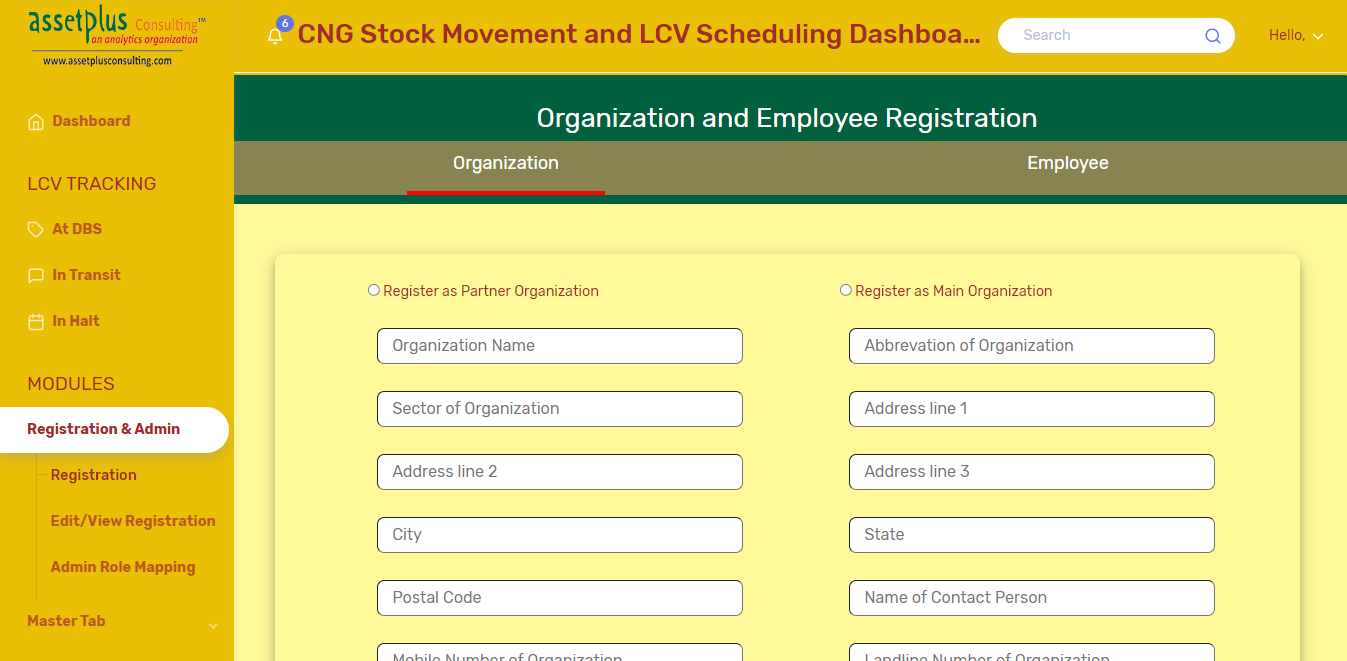 assetplus Consulting™
an analytics organization
www.assetplusconsulting.com
6
CNG Stock Movement and LCV Scheduling Dashboa...
Search
Hello,
Dashboard
LCV TRACKING
At DBS
In Transit
In Halt
MODULES
Registration & Admin
Registration
Edit/View Registration
Admin Role Mapping
Master Tab
Organization and Employee Registration
Organization
Employee
Register as Partner Organization
Register as Main Organization
Organization Name
Abbrevation of Organization
Sector of Organization
Address line 1
Address line 2
Address line 3
City
State
Postal Code
Name of Contact Person
Mobile Number of Organization
Landline Number of Organization